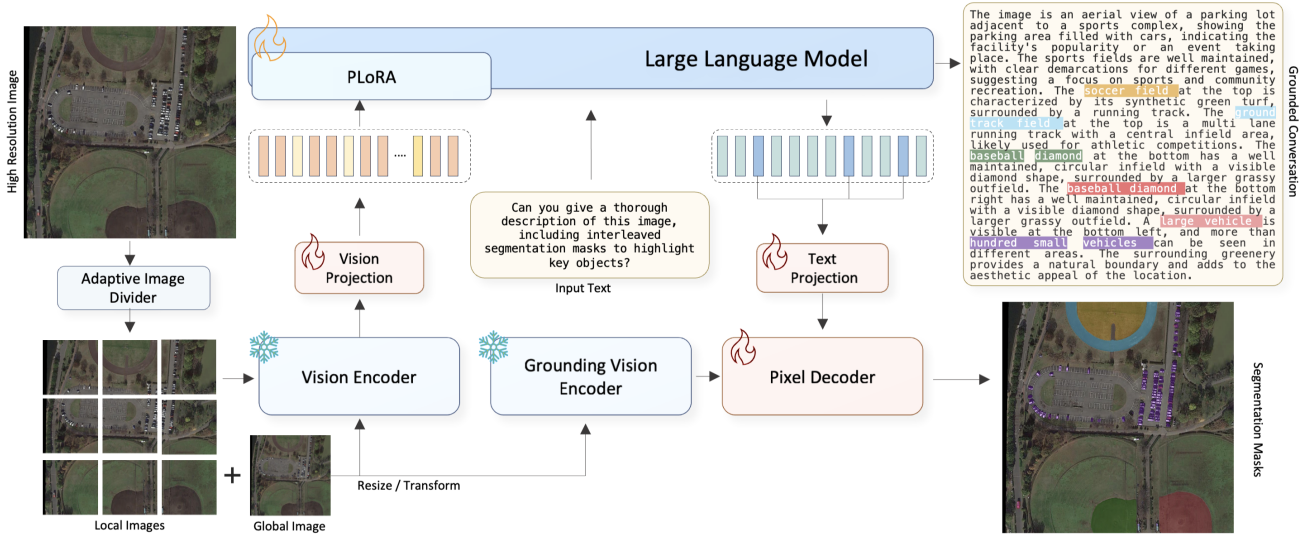 High Resolution Image
Adaptive Image
Divider
Local Images
Global Image
Resize / Transform
Vision Encoder
Vision
Projection
PLoRA
Large Language Model
....
Can you give a thorough
description of this image,
including interleaved
segmentation masks to highlight
key objects?
Input Text
Grounding Vision
Encoder
Text
Projection
Pixel Decoder
The image is an aerial view of a parking lot
adjacent to a sports complex, showing the
parking area filled with cars, indicating the
facility's popularity or an event taking
place. The sports fields are well maintained,
with clear demarcations for different games,
suggesting a focus on sports and community
recreation. The soccer field at the top is
characterized by its synthetic green turf,
surrounded by a running track. The ground
track field at the top is a multi lane
running track with a central infield area,
likely used for athletic competitions. The
baseball diamond at the bottom has a well
maintained, circular infield with a visible
diamond shape, surrounded by a larger grassy
outfield. The baseball diamond at the bottom
right has a well maintained, circular infield
with a visible diamond shape, surrounded by a
larger grassy outfield. A large vehicle is
visible at the bottom left, and more than
hundred small vehicles can be seen in
different areas. The surrounding greenery
provides a natural boundary and adds to the
aesthetic appeal of the location.
Grounded Conversation
Segmentation Masks